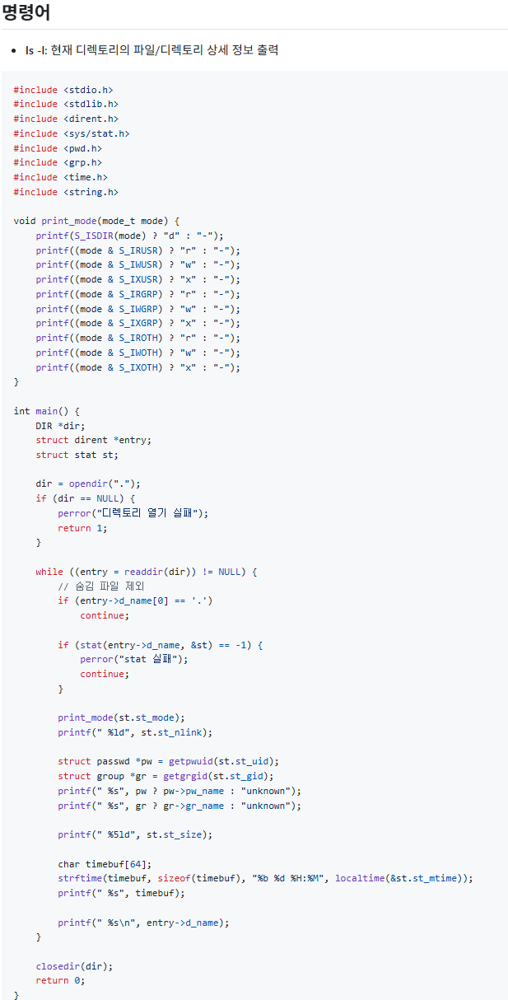 명령어
• ls -l: 현재 디렉토리의 파일/디렉토리 상세 정보 출력
#include <stdio.h>
#include <stdlib.h>
#include <dirent.h>
#include <sys/stat.h>
#include <pwd.h>
#include <grp.h>
#include <time.h>
#include <string.h>

void print_mode(mode_t mode) {
    printf(S_ISDIR(mode) ? "d" : "-");
    printf((mode & S_IRUSR) ? "r" : "-");
    printf((mode & S_IWUSR) ? "w" : "-");
    printf((mode & S_IXUSR) ? "x" : "-");
    printf((mode & S_IRGRP) ? "r" : "-");
    printf((mode & S_IWGRP) ? "w" : "-");
    printf((mode & S_IXGRP) ? "x" : "-");
    printf((mode & S_IROTH) ? "r" : "-");
    printf((mode & S_IWOTH) ? "w" : "-");
    printf((mode & S_IXOTH) ? "x" : "-");
}

int main() {
    DIR *dir;
    struct dirent *entry;
    struct stat st;

    dir = opendir(".");
    if (dir == NULL) {
        perror("디렉토리 열기 실패");
        return 1;
    }

    while ((entry = readdir(dir)) != NULL) {
        // 숨김 파일 제외
        if (entry->d_name[0] == '.')
            continue;

        if (stat(entry->d_name, &st) == -1) {
            perror("stat 실패");
            continue;
        }

        print_mode(st.st_mode);
        printf(" %ld", st.st_nlink);

        struct passwd *pw = getpwuid(st.st_uid);
        struct group *gr = getgrgid(st.st_gid);
        printf(" %s", pw ? pw->pw_name : "unknown");
        printf(" %s", gr ? gr->gr_name : "unknown");

        printf(" %5ld", st.st_size);

        char timebuf[64];
        strftime(timebuf, sizeof(timebuf), "%b %d %H:%M", localtime(&st.st_mtime));
        printf(" %s", timebuf);

        printf(" %s\n", entry->d_name);
    }

    closedir(dir);
    return 0;
}